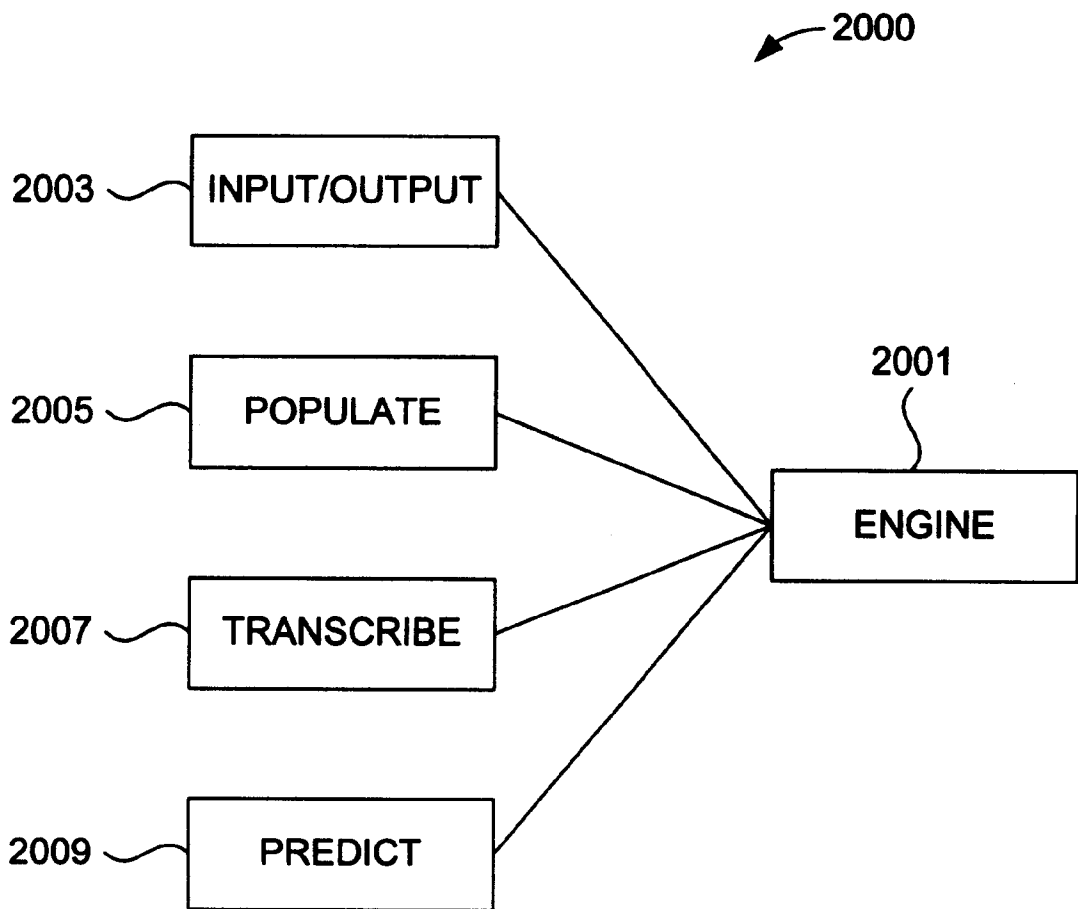 2000
2003 INPUT/OUTPUT
2005 POPULATE
2001
ENGINE
2007 TRANSCRIBE
2009 PREDICT